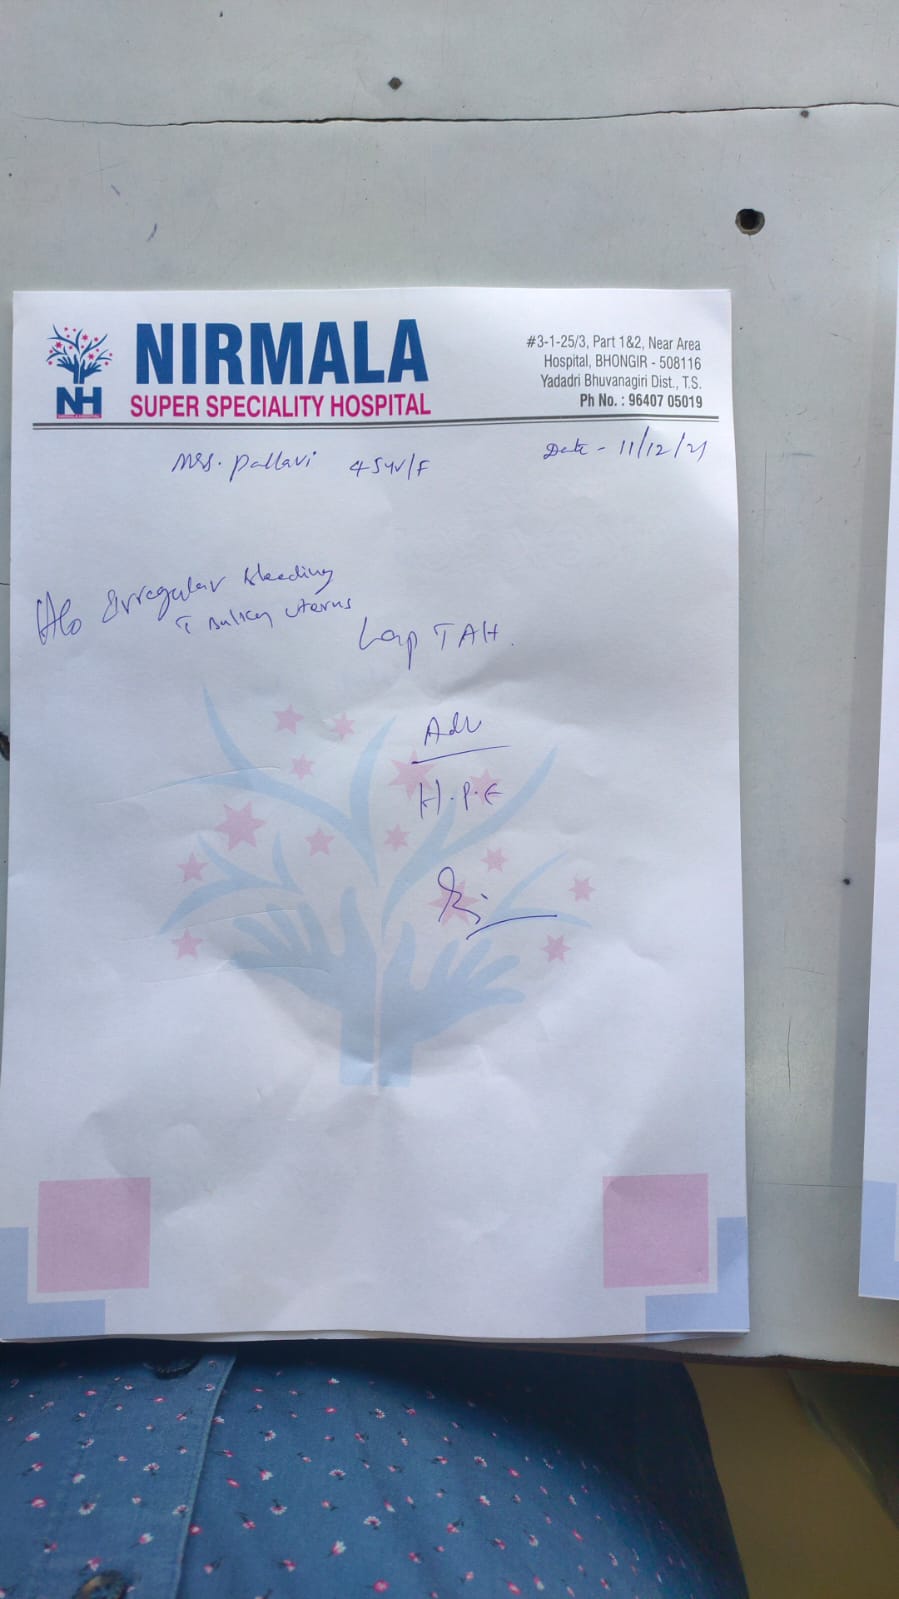 NIRMALA
SUPER SPECIALITY HOSPITAL
NH
#3-1-25/3, Part 1&2, Near Area
Hospital, BHONGIR - 508116
Yadadri Bhuvanagiri Dist., T.S.
Ph No. : 96407 05019
Mrs. Pallavi 45yr/F
Date - 11/12/21
H/o Irregular bleeding
T Bulky uterus
Lap TAH.
Adv
H.P.E